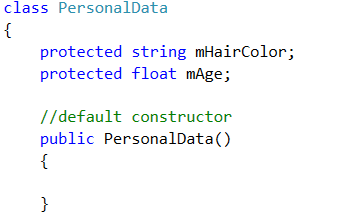 class PersonalData
{
    protected string mHairColor;
    protected float mAge;

    //default constructor
    public PersonalData()
    {

    }